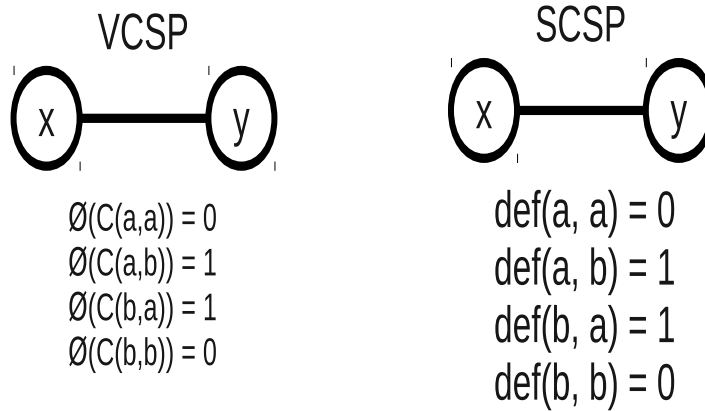 VCSP
x y
Ø(C(a,a)) = 0
Ø(C(a,b)) = 1
Ø(C(b,a)) = 1
Ø(C(b,b)) = 0
SCSP
x y
def(a, a) = 0
def(a, b) = 1
def(b, a) = 1
def(b, b) = 0